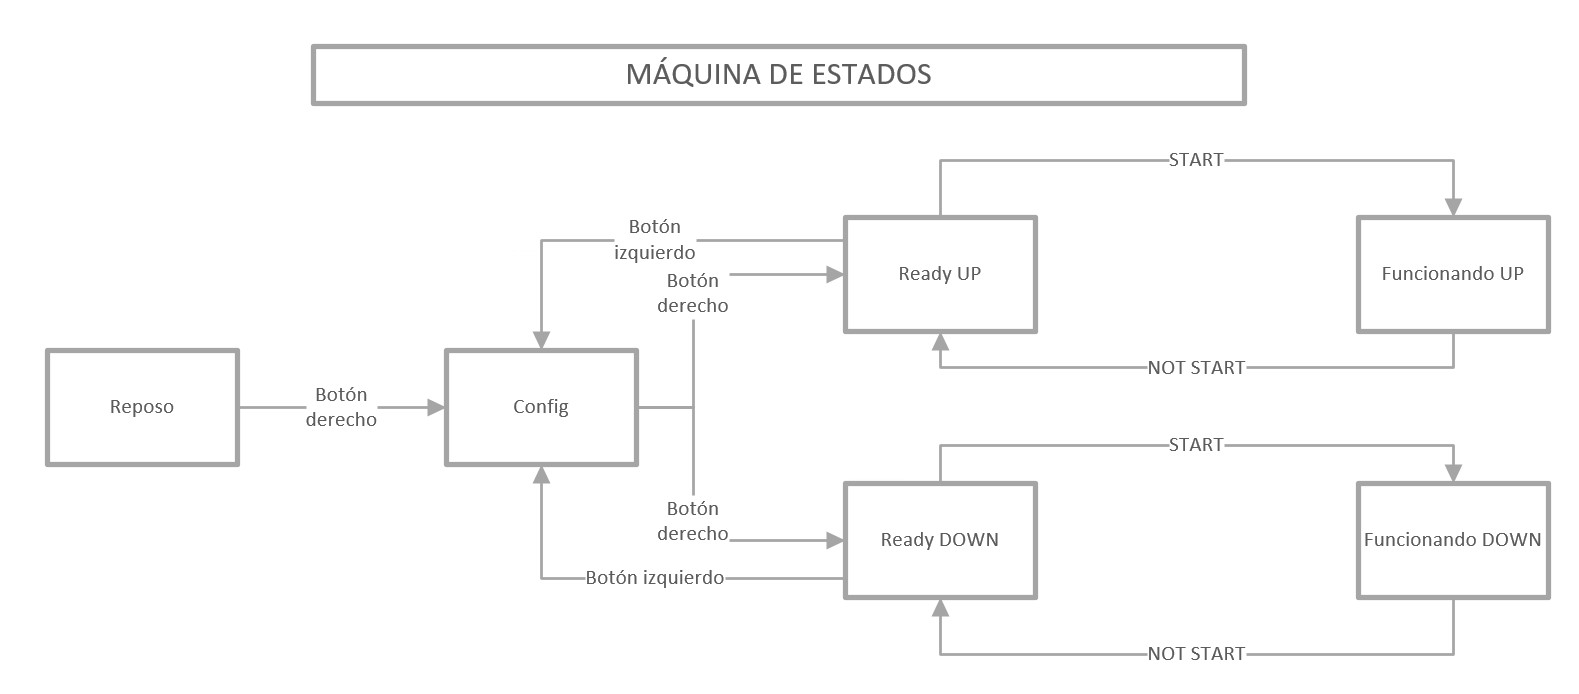 MÁQUINA DE ESTADOS
START
Botón
izquierdo
Botón
derecho
Ready UP
Funcionando UP
NOT START
Reposo
Botón
derecho
Config
START
Botón
derecho
Ready DOWN
Funcionando DOWN
Botón izquierdo
NOT START